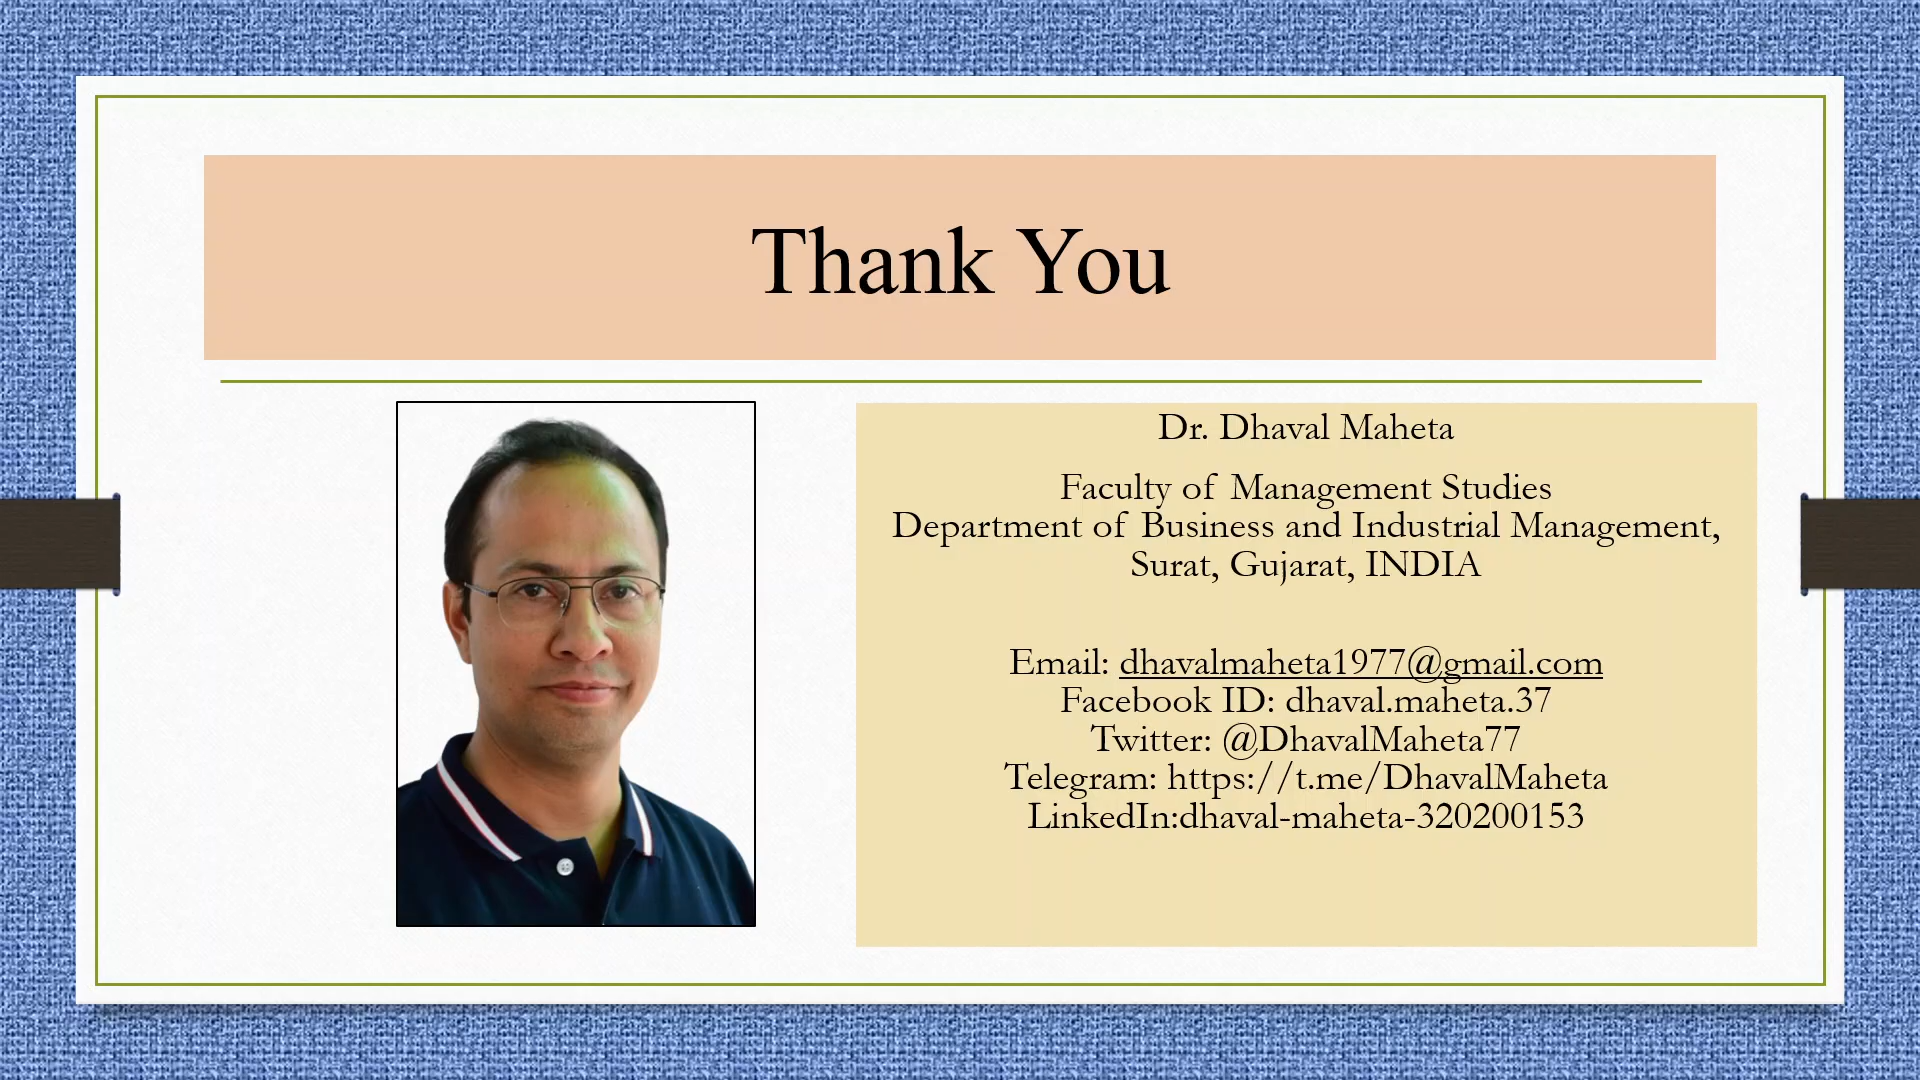 Thank You
Dr. Dhaval Maheta
Faculty of Management Studies
Department of Business and Industrial Management,
Surat, Gujarat, INDIA
Email: dhavalmaheta1977@gmail.com
Facebook ID: dhaval.maheta.37
Twitter: @DhavalMaheta77
Telegram: https://t.me/DhavalMaheta
LinkedIn:dhaval-maheta-320200153